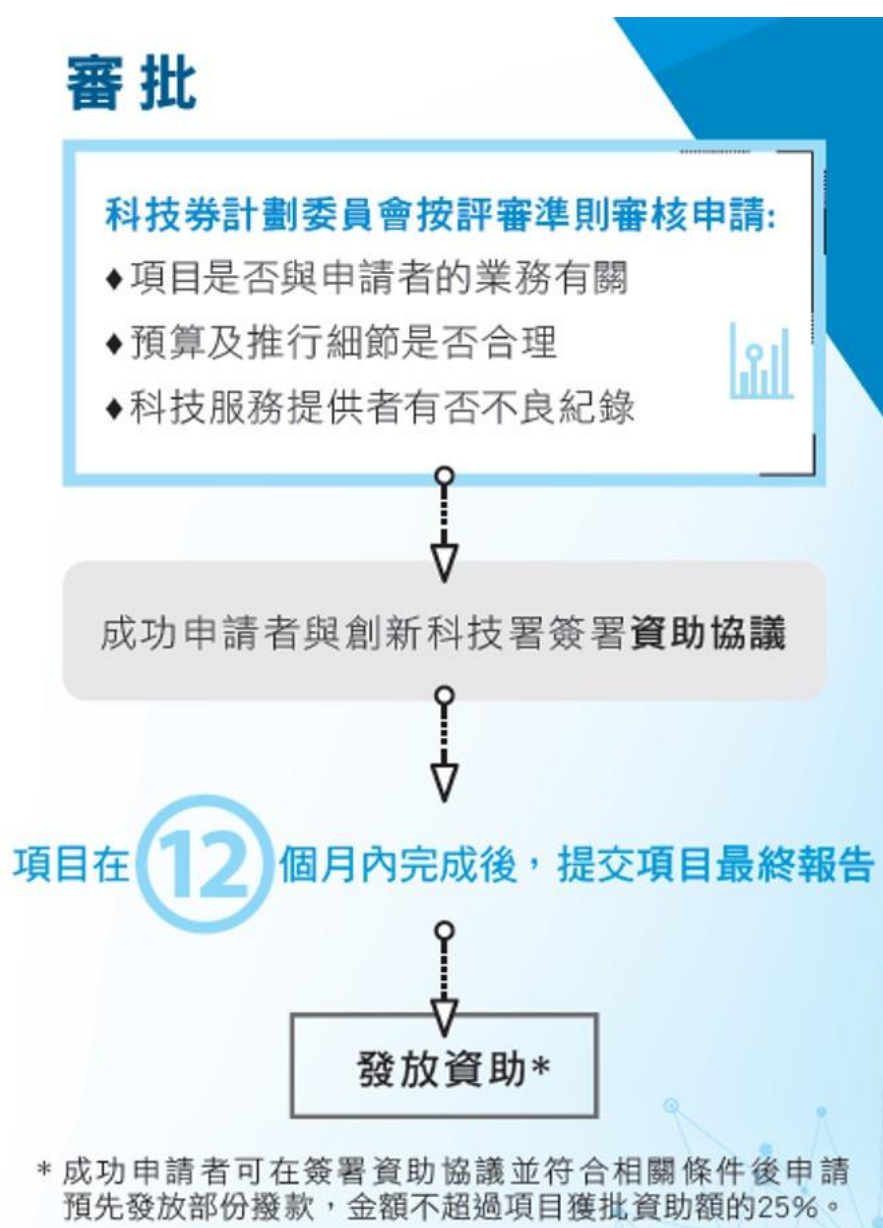 審批
科技券計劃委員會按評審準則審核申請:
♦項目是否與申請者的業務有關
♦預算及推行細節是否合理
♦科技服務提供者有否不良紀錄
成功申請者與創新科技署簽署資助協議
項目在12個月內完成後，提交項目最終報告
發放資助*
*成功申請者可在簽署資助協議並符合相關條件後申請
預先發放部份撥款，金額不超過項目獲批資助額的25%。